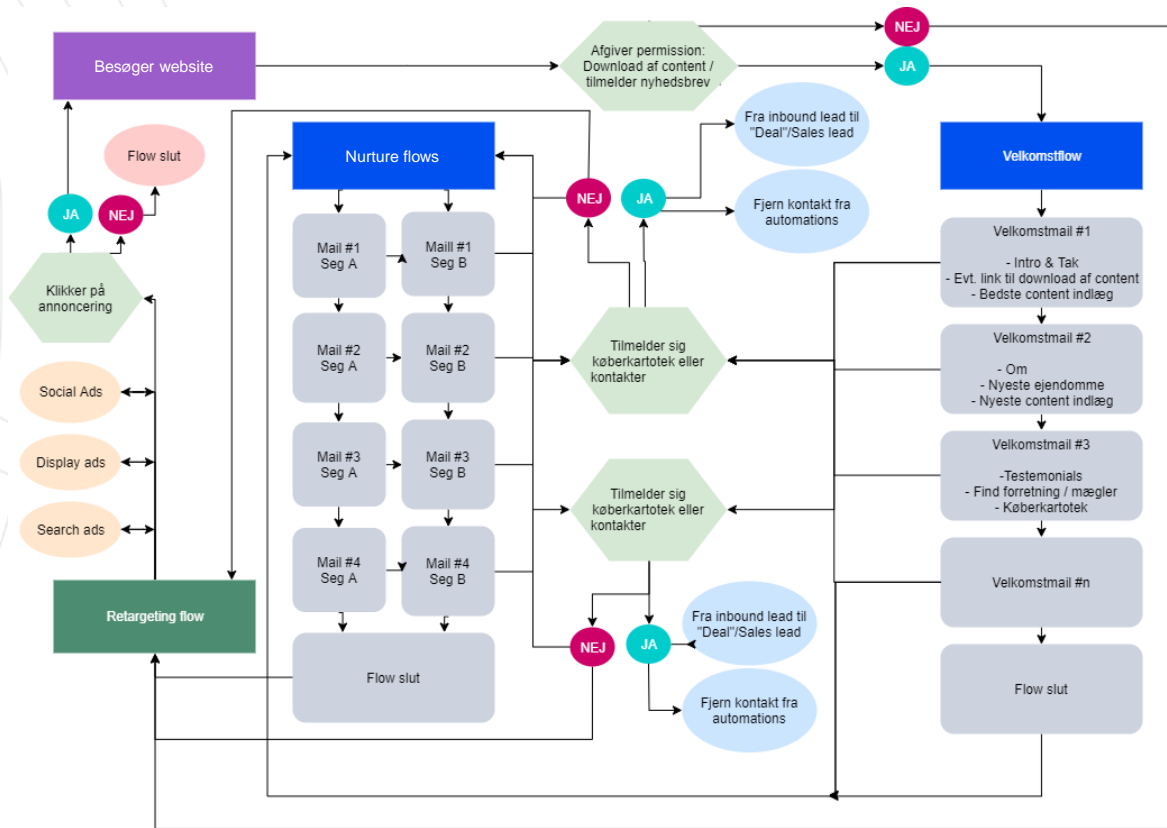 NEJ
Afgiver permission:
Download af content /
tilmelder nyhedsbrev
Besøger website
JA
Fra inbound lead til
"Deal"/Sales lead
Flow slut
Nurture flows
Velkomstflow
JA
NEJ
NEJ
JA
Fjern kontakt fra
automations
Mail #1
Seg A
Maill #1
Seg B
Velkomstmail #1
- Intro & Tak
- Evt. link til download af content
- Bedste content indlæg
Klikker på
annoncering
Mail #2
Seg A
Mail #2
Seg B
Tilmelder sig
køberkartotek eller
kontakter
Velkomstmail #2
- Om
- Nyeste ejendomme
- Nyeste content indlæg
Social Ads
Display ads
Search ads
Mail #3
Seg A
Mail #3
Seg B
Tilmelder sig
køberkartotek eller
kontakter
Velkomstmail #3
-Testemonials
- Find forretning / mægler
- Køberkartotek
Mail #4
Seg A
Mail #4
Seg B
Velkomstmail #n
Retargeting flow
Fra inbound lead til
"Deal"/Sales lead
NEJ
JA
Flow slut
Fjern kontakt fra
automations
Flow slut